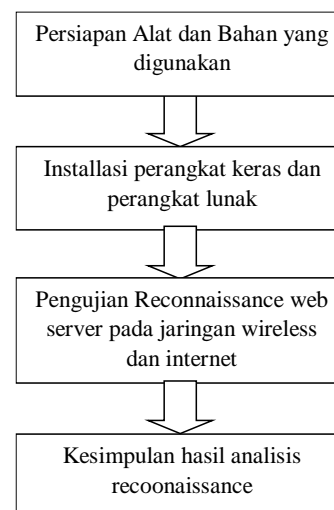 Persiapan Alat dan Bahan yang
digunakan
Installasi perangkat keras dan
perangkat lunak
Pengujian Reconnaissance web
server pada jaringan wireless
dan internet
Kesimpulan hasil analisis
recoonaissance